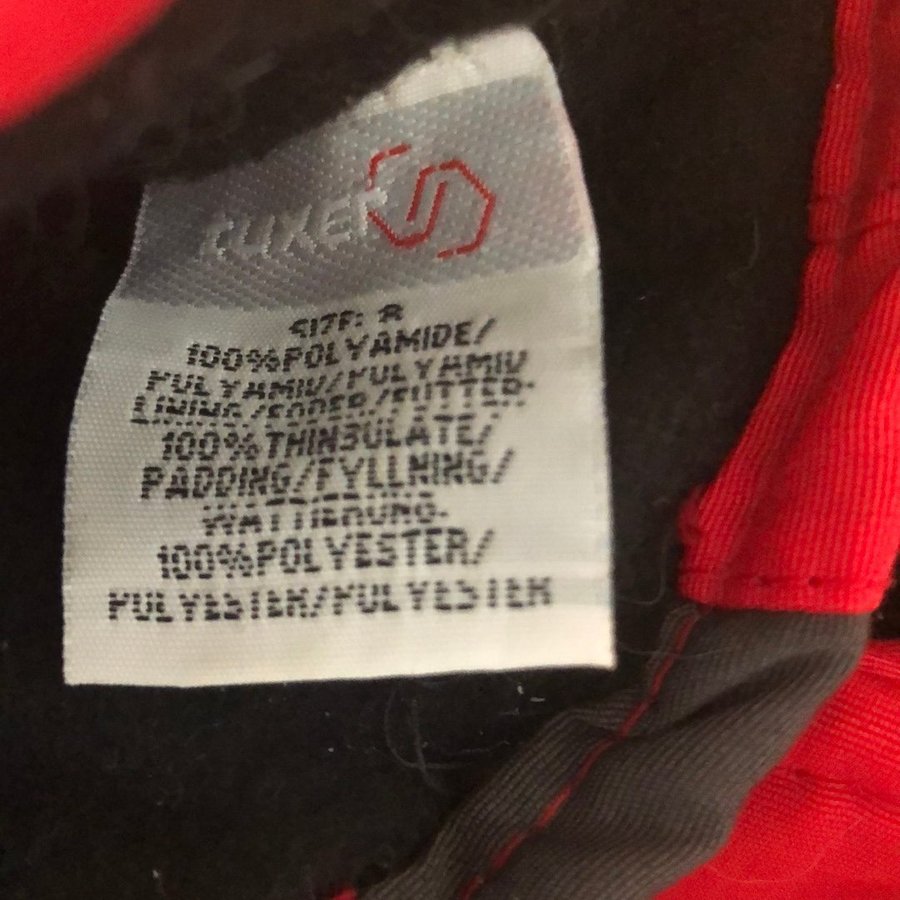 SIZE: 8
100%POLYAMIDE/
POLYAMID/POLYAMID
LINING/FODER/FUTTER:
100%THINSULATE/
PADDING/FYLLNING/
WATTIERUNG:
100%POLYESTER/
POLYESTER/POLYESTER